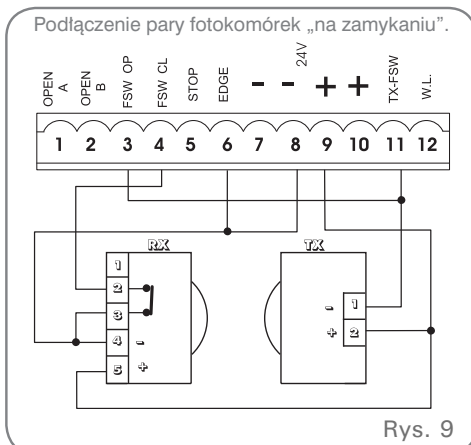 Podłączenie pary fotokomórek „na zamykaniu”.
OPEN A
OPEN B
FSW OP
FSW CL
STOP
EDGE
-
-
24V
+
+
TX-FSW
W.L.
1 2 3 4 5 6 7 8 9 10 11 12
RX
TX
1
2
3
4 -
5 +
- 1
+ 2
Rys. 9